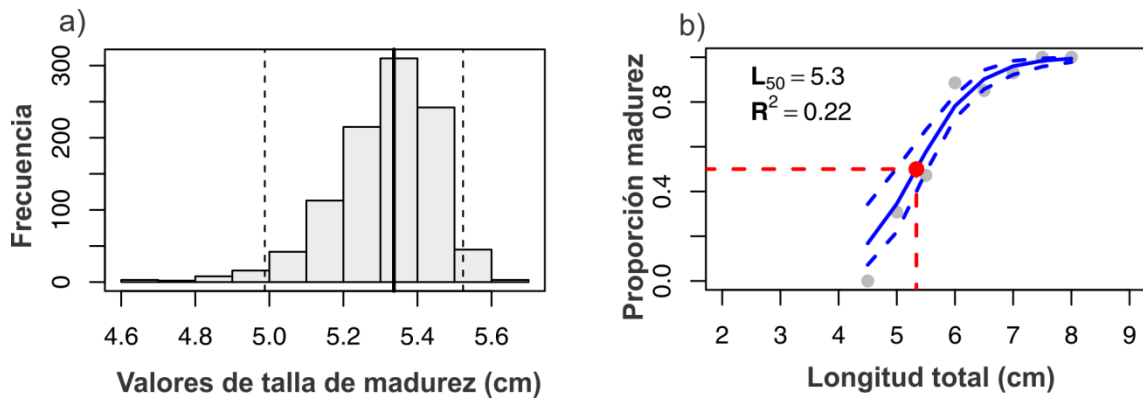 a)
Frecuencia
0 100 200 300
4.6 4.8 5.0 5.2 5.4 5.6
Valores de talla de madurez (cm)
b)
L50 = 5.3
R2 = 0.22
Proporción madurez
0.0 0.4 0.8
2 3 4 5 6 7 8 9
Longitud total (cm)